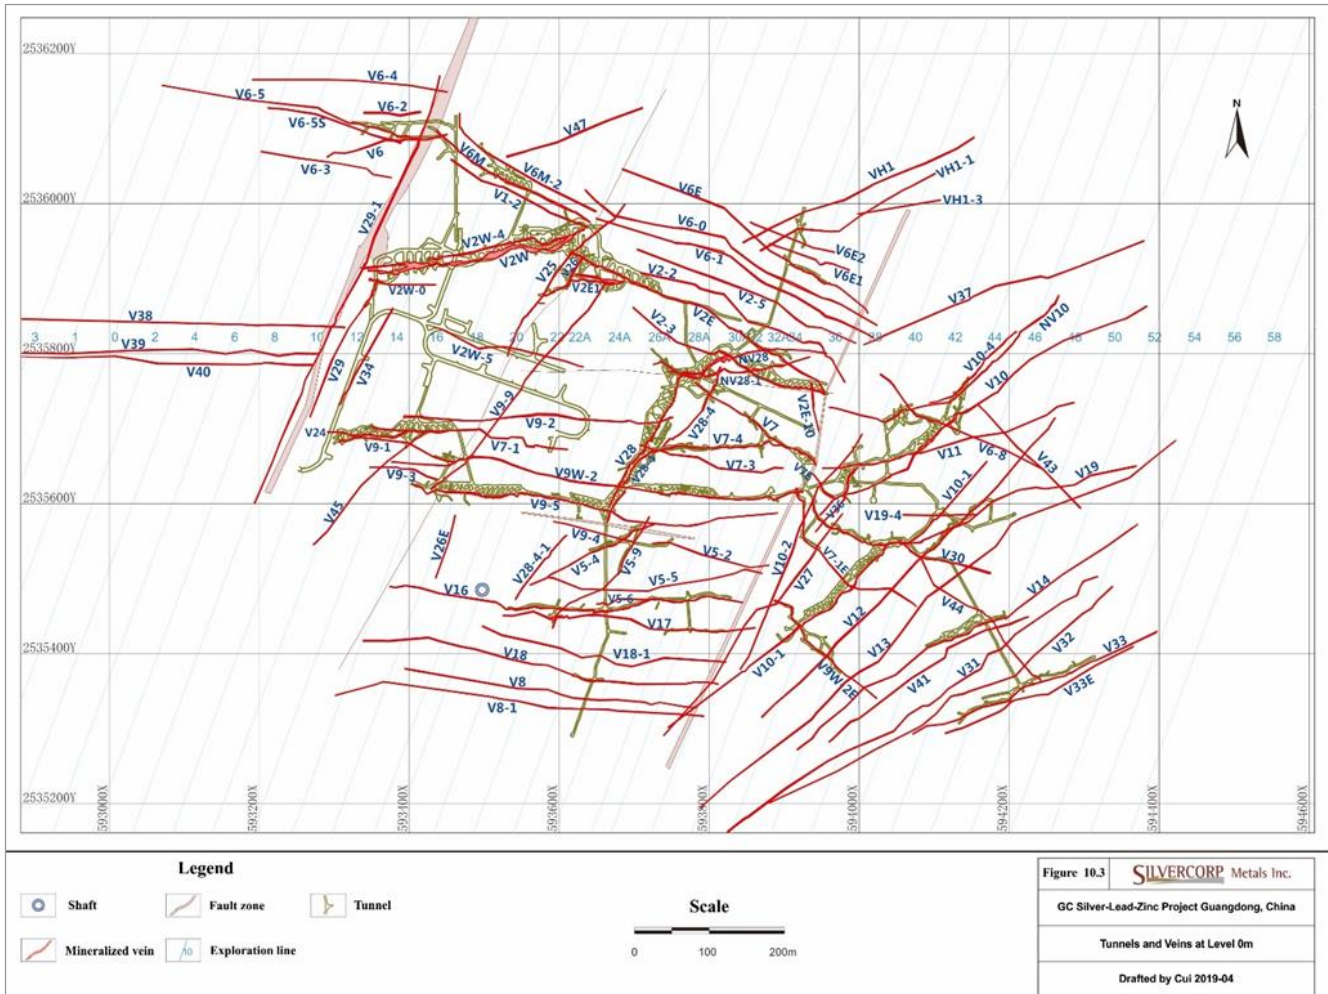 2536200Y
V6-4
V6-5
V6-2
V6-5S
V47
V6
V6M
V6M-2
V6-3
V6E
VH1
VH1-1
VH1-3
2536000Y
V1-2
V29-1
V6-0
V2W-4
V2W
V6-1
V6E2
V25
V26
V6E1
V2W-0
V2E1
V2-2
V2-5
V37
V38
V2E
NV10
V2-3
3 1 0 2 4 6 8 10 12 14 16 18 20 22A 24A 26A 28A 30 32 32A 34 36 38 40 42 44 46 48 50 52 54 56 58
2535800Y
V39
V40
V29
V34
V2W-5
NV28
NV28-1
V10-4
V10
V9-9
V2E-10
V9-2
V28-4
V7
V24
V9-1
V7-1
V7-4
V11
V6-8
V43
V28
V7-3
V9-3
V9W-2
V10-1
V19
2535600Y
V45
V9-5
V36
V19-4
V26E
V9-4
V28-4-1
V5-4
V5-9
V5-2
V10-2
V7-1E
V27
V30
V16
V5-5
V14
V5-6
V17
V12
V44
V13
V32
V33
2535400Y
V18
V18-1
V10-1
V9W-2E
V41
V31
V33E
V8
V8-1
2535200Y
593000X
593200X
593400X
593600X
593800X
594000X
594200X
594400X
594600X
Legend
Shaft
Fault zone
Tunnel
Mineralized vein
10
Exploration line
Scale
0 100 200m
Figure 10.3
SILVERCORP Metals Inc.
GC Silver-Lead-Zinc Project Guangdong, China
Tunnels and Veins at Level 0m
Drafted by Cui 2019-04
N